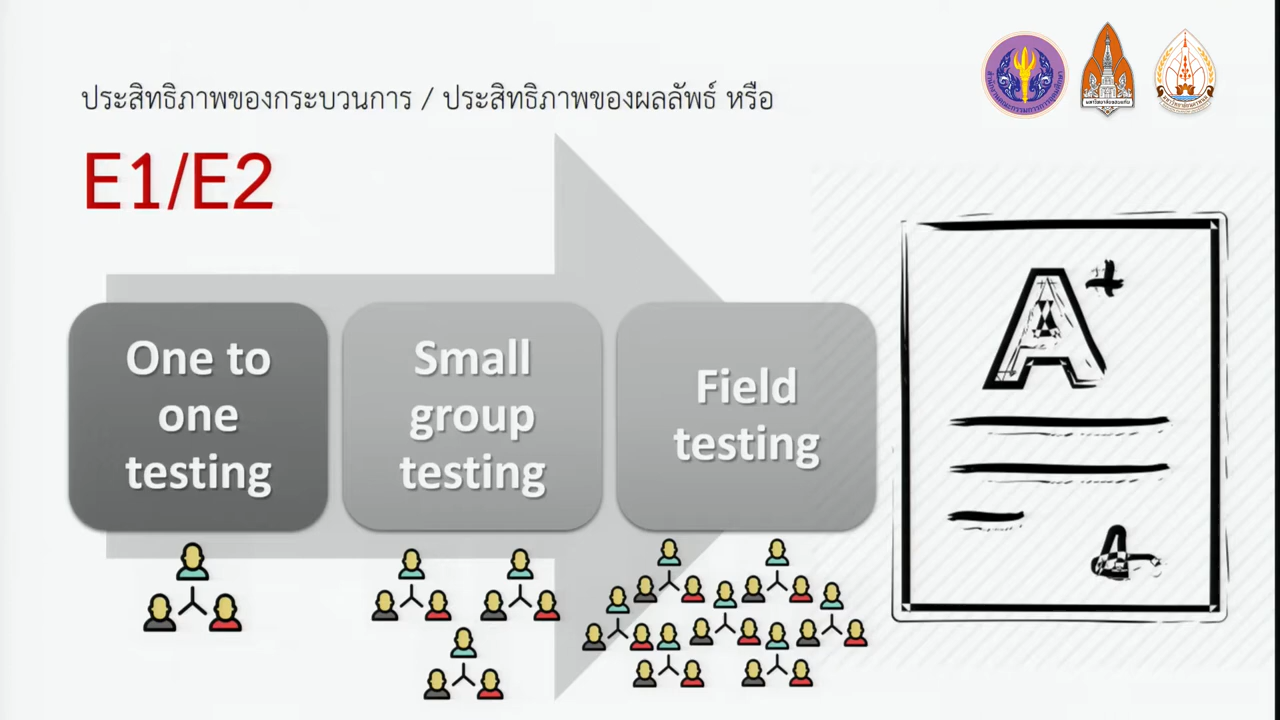 ประสิทธิภาพของกระบวนการ / ประสิทธิภาพของผลลัพธ์ หรือ
E1/E2
One to
one
testing
Small
group
testing
Field
testing
A+